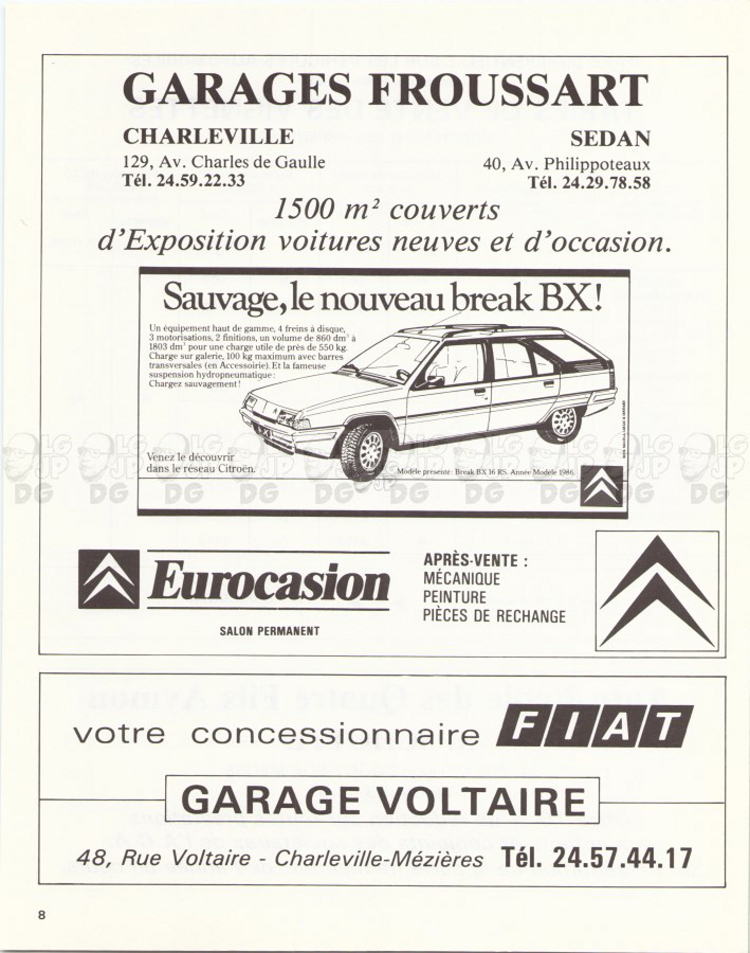 GARAGES FROUSSART
CHARLEVILLE
129, Av. Charles de Gaulle
Tél. 24.59.22.33
SEDAN
40, Av. Philippoteaux
Tél. 24.29.78.58
1500 m² couverts
d'Exposition voitures neuves et d'occasion.
Sauvage, le nouveau break BX!
Un équipement haut de gamme, 4 freins à disque,
3 motorisations, 2 finitions, un volume de 860 dm³ à
1803 dm³ pour une charge utile de près de 550 kg.
Charge sur galerie, 100 kg maximum avec barres
transversales (en Accessoirie). Et la fameuse
suspension hydropneumatique :
Chargez sauvagement !
Venez le découvrir
dans le réseau Citroën.
Modèle présenté : Break BX 16 RS. Année Modèle 1986.
Eurocasion
SALON PERMANENT
APRÈS-VENTE :
MÉCANIQUE
PEINTURE
PIÈCES DE RECHANGE
votre concessionnaire FIAT
GARAGE VOLTAIRE
48, Rue Voltaire - Charleville-Mézières Tél. 24.57.44.17
8
LG JP DG